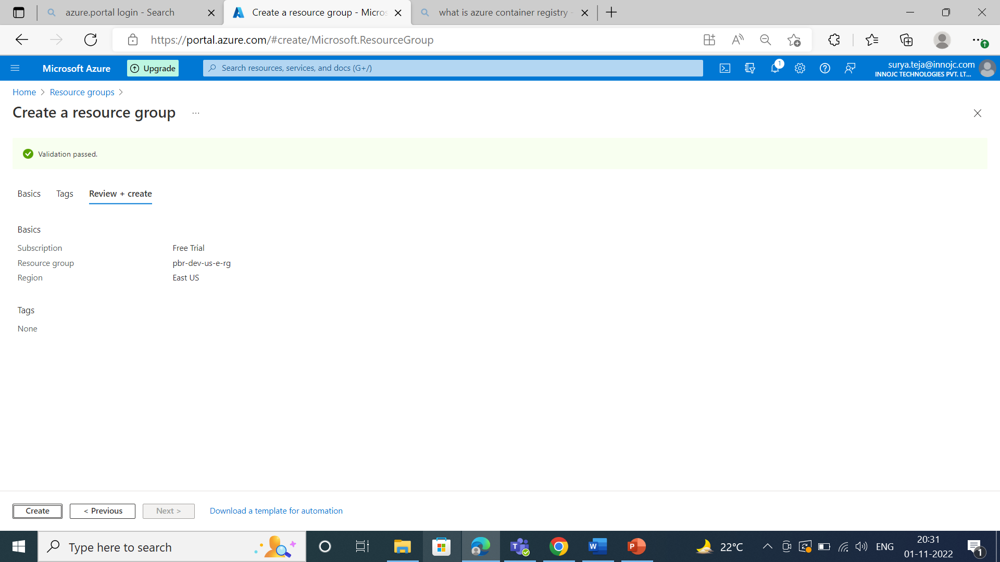 azure.portal login - Search
Create a resource group - Micros
what is azure container registry -
https://portal.azure.com/#create/Microsoft.ResourceGroup
Microsoft Azure
Upgrade
Search resources, services, and docs (G+/)
1
surya.teja@innojc.com
INNOJC TECHNOLOGIES PVT. LT...
Home > Resource groups >
Create a resource group ...
Validation passed.
Basics Tags Review + create
Basics
Subscription Free Trial
Resource group pbr-dev-us-e-rg
Region East US
Tags
None
Create
< Previous
Next >
Download a template for automation
Type here to search
22°C
ENG
20:31
01-11-2022
1